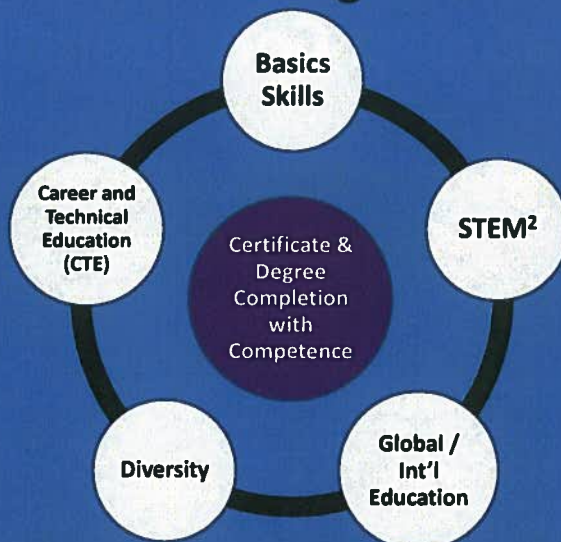 Basics
Skills
STEM²
Global /
Int'l
Education
Diversity
Career and
Technical
Education
(CTE)
Certificate &
Degree
Completion
with
Competence